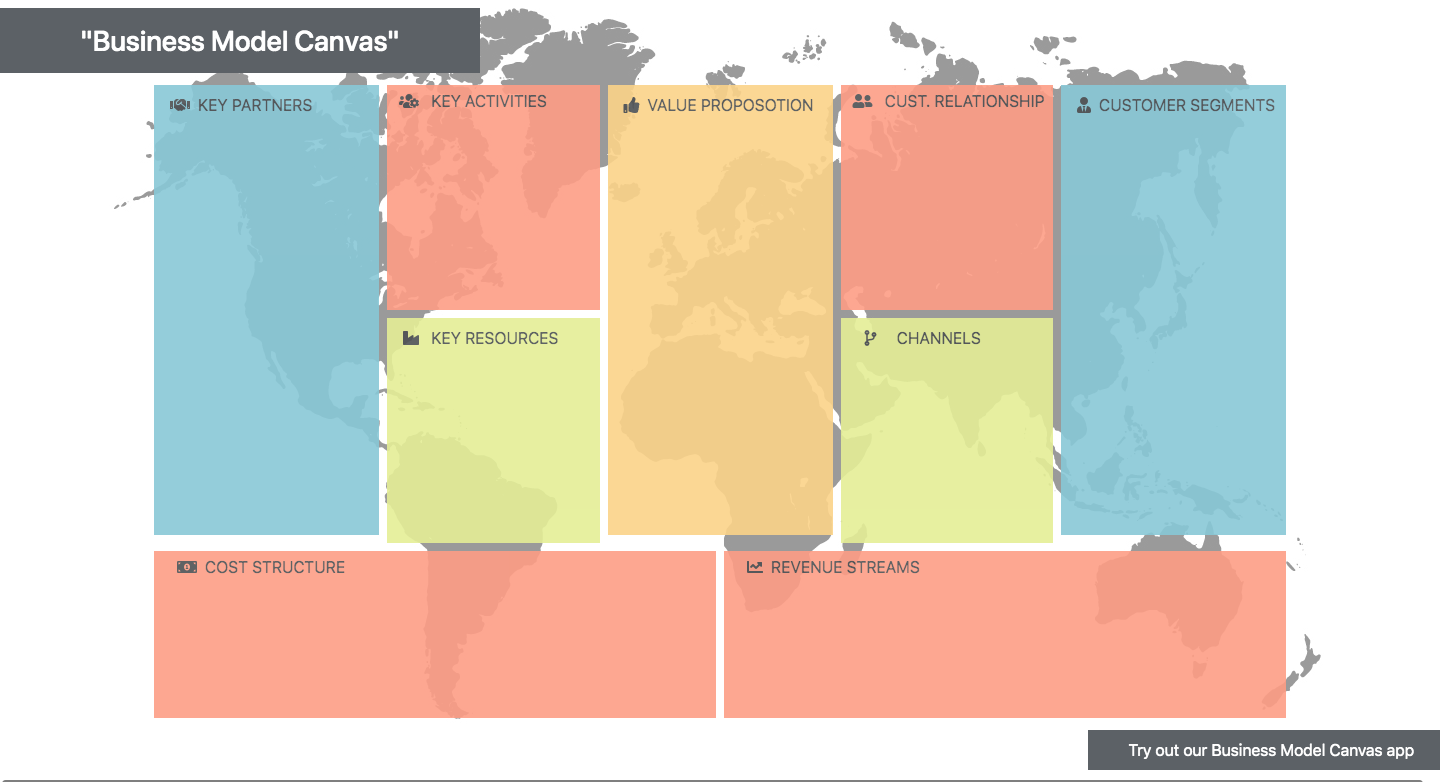 "Business Model Canvas"
KEY PARTNERS
KEY ACTIVITIES
VALUE PROPOSOTION
CUST. RELATIONSHIP
CUSTOMER SEGMENTS
KEY RESOURCES
CHANNELS
COST STRUCTURE
REVENUE STREAMS
Try out our Business Model Canvas app